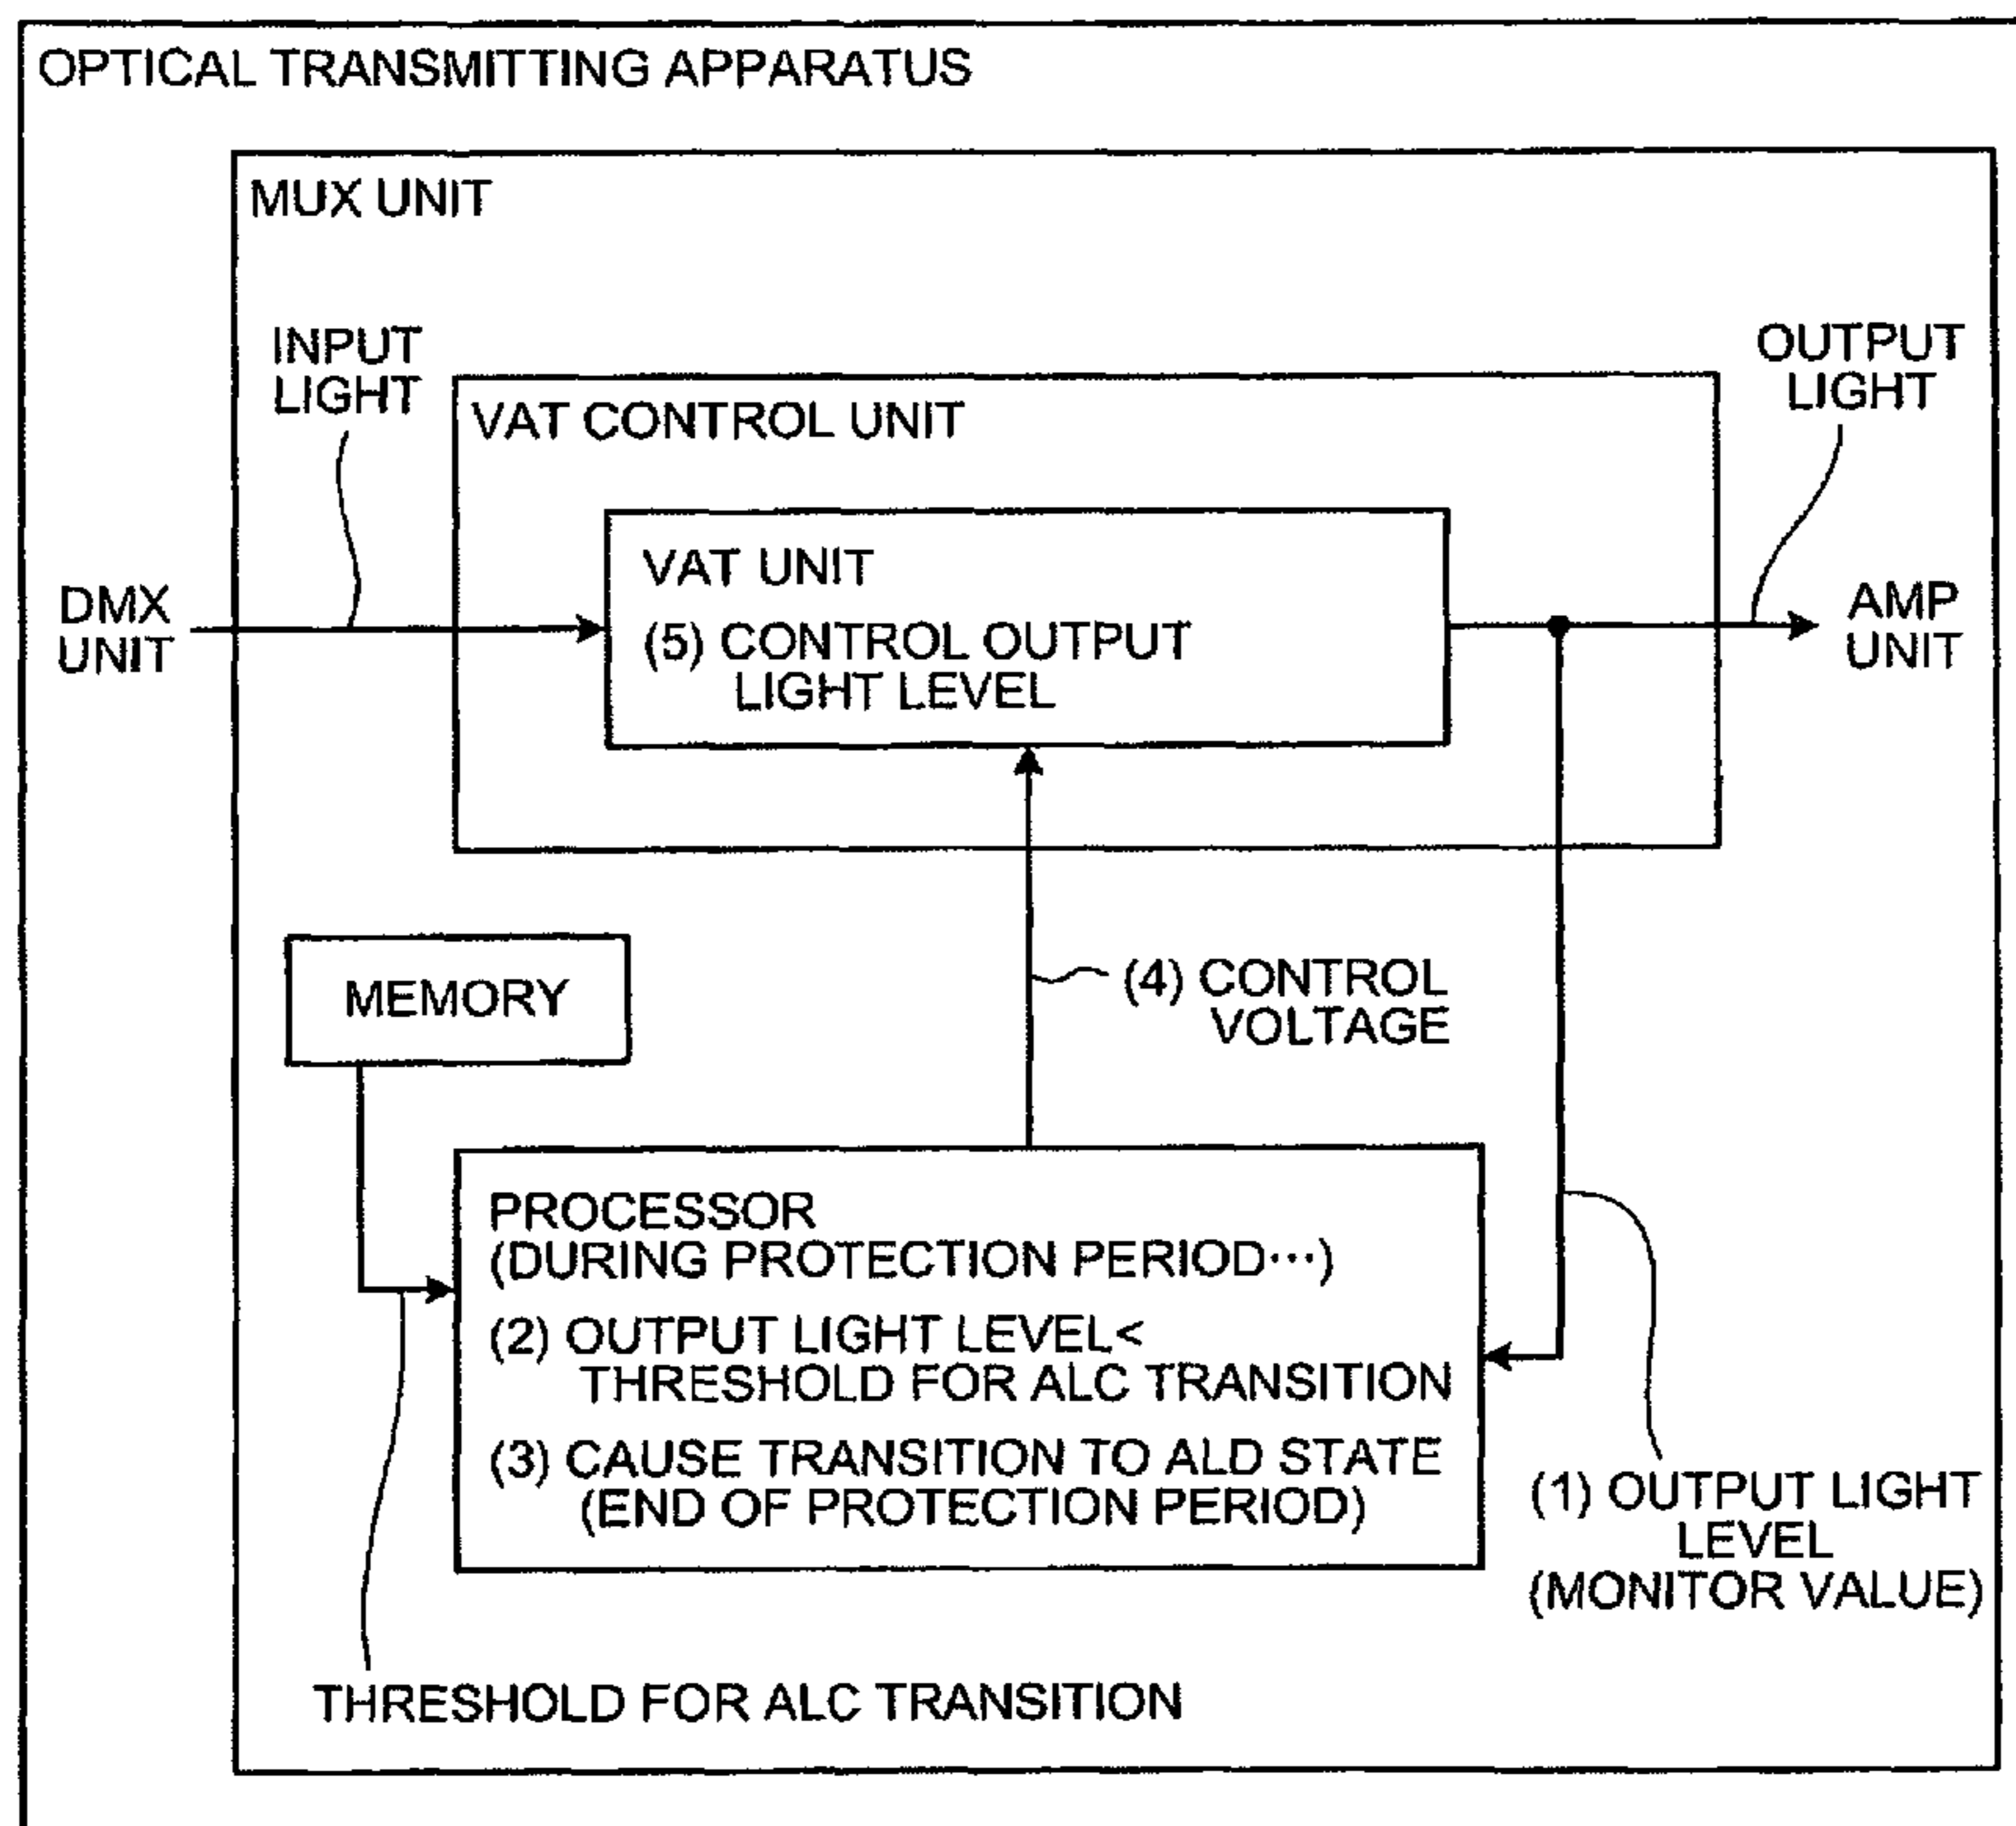 OPTICAL TRANSMITTING APPARATUS
MUX UNIT
INPUT
LIGHT
OUTPUT
LIGHT
VAT CONTROL UNIT
VAT UNIT
(5) CONTROL OUTPUT
LIGHT LEVEL
DMX
UNIT
AMP
UNIT
MEMORY
(4) CONTROL
VOLTAGE
PROCESSOR
(DURING PROTECTION PERIOD···)
(2) OUTPUT LIGHT LEVEL<
THRESHOLD FOR ALC TRANSITION
(3) CAUSE TRANSITION TO ALD STATE
(END OF PROTECTION PERIOD)
(1) OUTPUT LIGHT
LEVEL
(MONITOR VALUE)
THRESHOLD FOR ALC TRANSITION